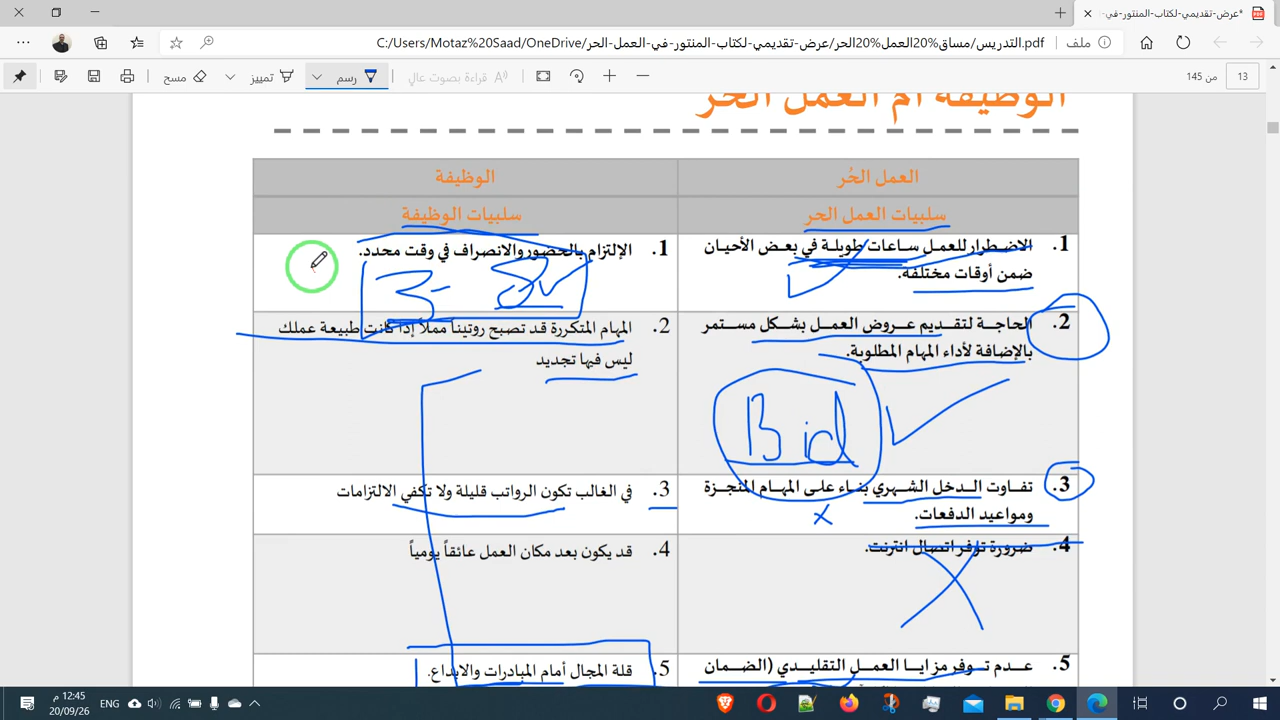 *عرض-تقديمي-لكتاب-المنثور-في-
ملف
C:/Users/Motaz%20Saad/OneDrive/التدريس/مساق%20العمل%20الحر/عرض-تقديمي-لكتاب-المنثور-في-العمل-الحر.pdf
13 من 145
قراءة بصوت عالٍ
رسم
تمييز
مسح
الوظيفة أم العمل الحر
العمل الحُر
الوظيفة
سلبيات العمل الحر
سلبيات الوظيفة
1. الاضطرار للعمل ساعات طويلة في بعض الأحيان
ضمن أوقات مختلفة.
1. الإلتزام بالحضور والانصراف في وقت محدد.
2. الحاجة لتقديم عروض العمل بشكل مستمر
بالإضافة لأداء المهام المطلوبة.
Bid
2. المهام المتكررة قد تصبح روتيناً مملاً إذا كانت طبيعة عملك
ليس فيها تجديد
3. تفاوت الدخل الشهري بناء على المهام المنجزة
ومواعيد الدفعات.
3. في الغالب تكون الرواتب قليلة ولا تكفي الالتزامات
4. ضرورة توفر اتصال انترنت.
4. قد يكون بعد مكان العمل عائقاً يومياً
5. عدم توفر مزايا العمل التقليدي (الضمان
5. قلة المجال أمام المبادرات والابداع.
ENG
12:45 م
20/09/26